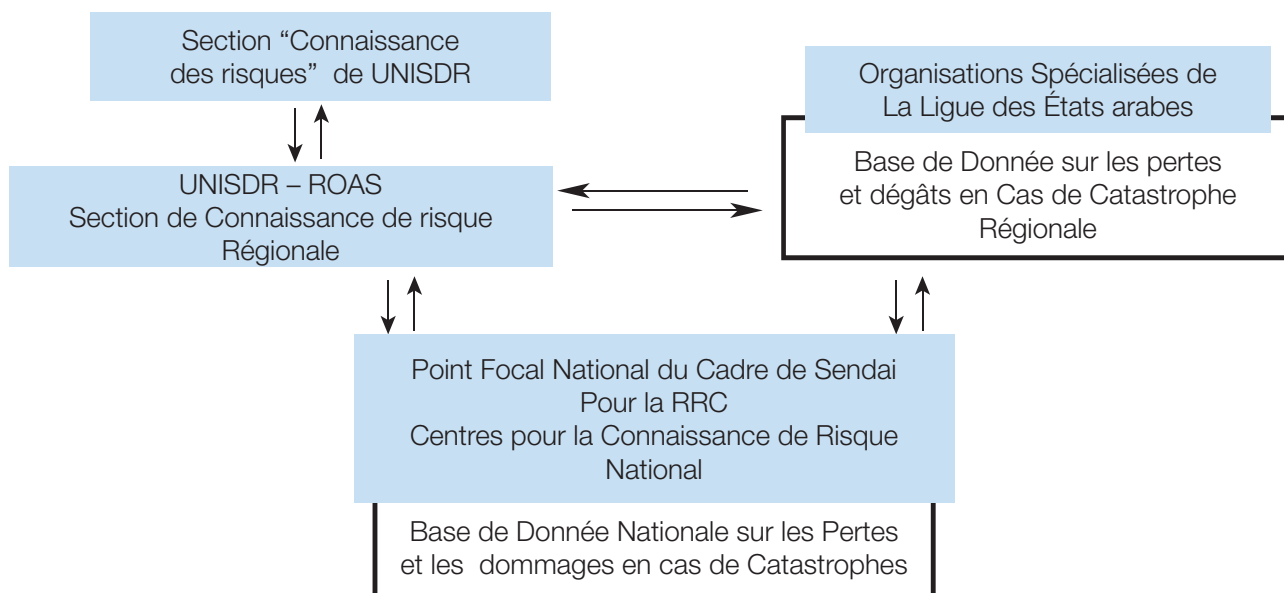 Section “Connaissance
des risques” de UNISDR
Organisations Spécialisées de
La Ligue des États arabes
Base de Donnée sur les pertes
et dégâts en Cas de Catastrophe
Régionale
UNISDR – ROAS
Section de Connaissance de risque
Régionale
Point Focal National du Cadre de Sendai
Pour la RRC
Centres pour la Connaissance de Risque
National
Base de Donnée Nationale sur les Pertes
et les dommages en cas de Catastrophes